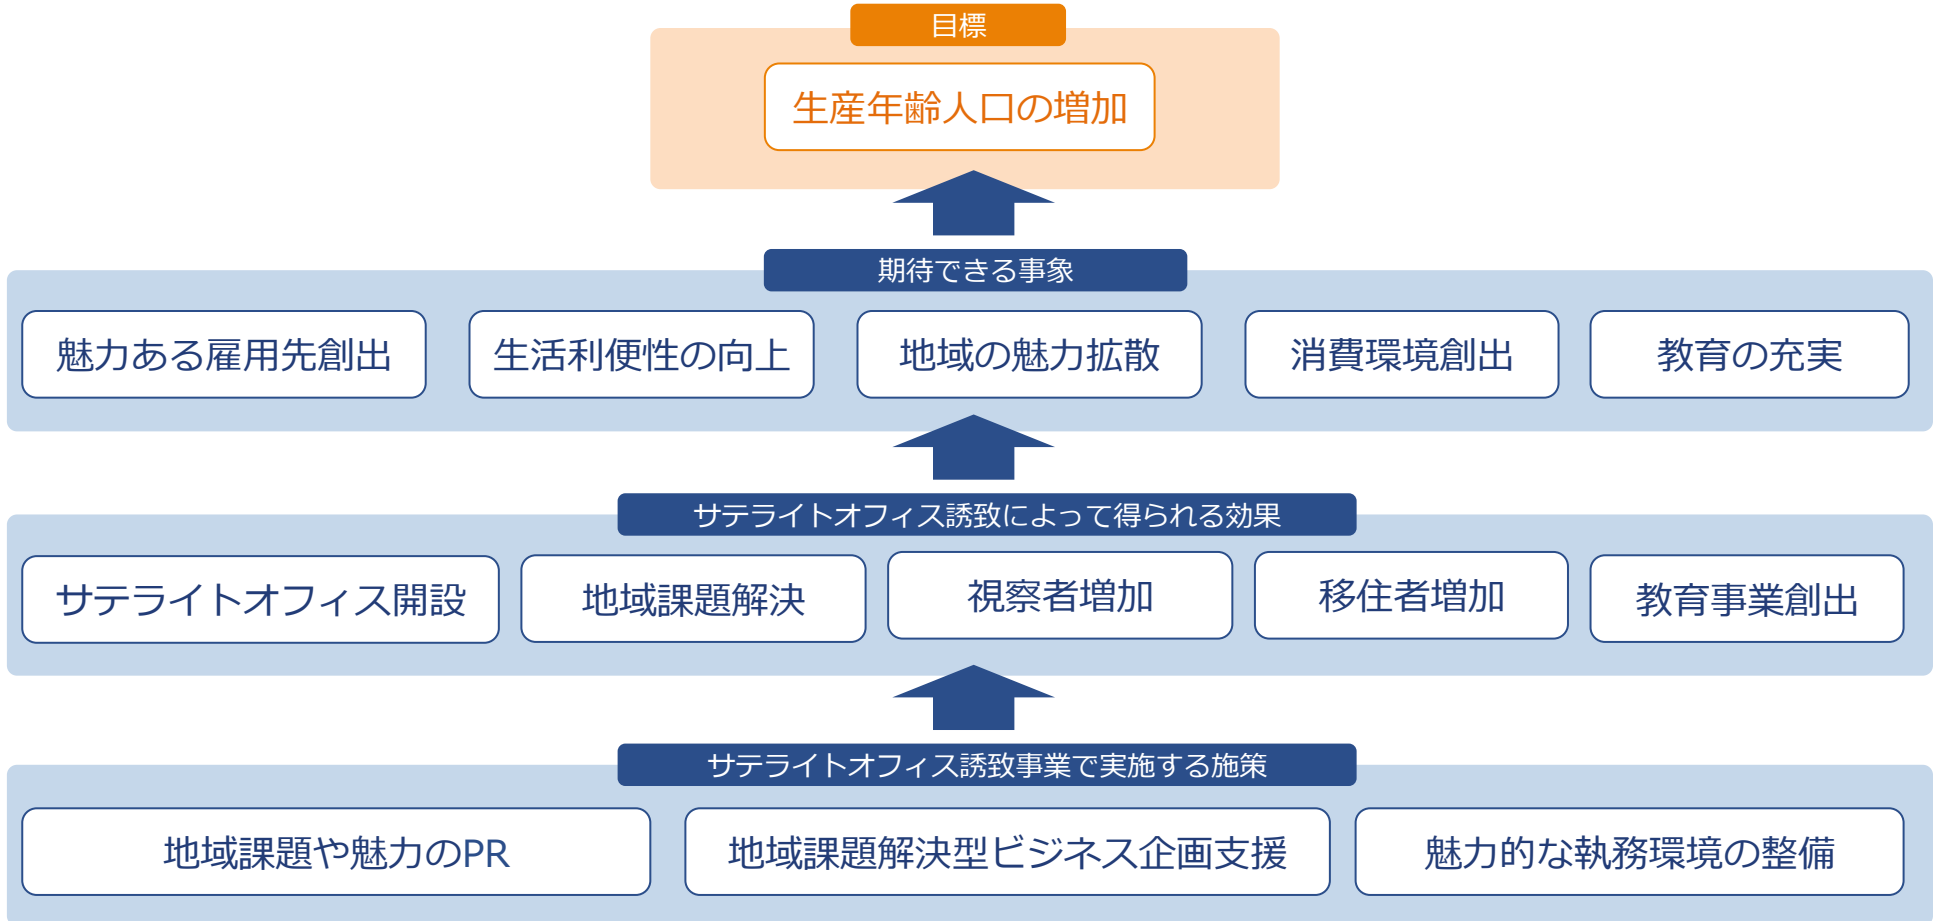 目標
生産年齢人口の増加
期待できる事象
魅力ある雇用先創出
生活利便性の向上
地域の魅力拡散
消費環境創出
教育の充実
サテライトオフィス誘致によって得られる効果
サテライトオフィス開設
地域課題解決
視察者増加
移住者増加
教育事業創出
サテライトオフィス誘致事業で実施する施策
地域課題や魅力のPR
地域課題解決型ビジネス企画支援
魅力的な執務環境の整備